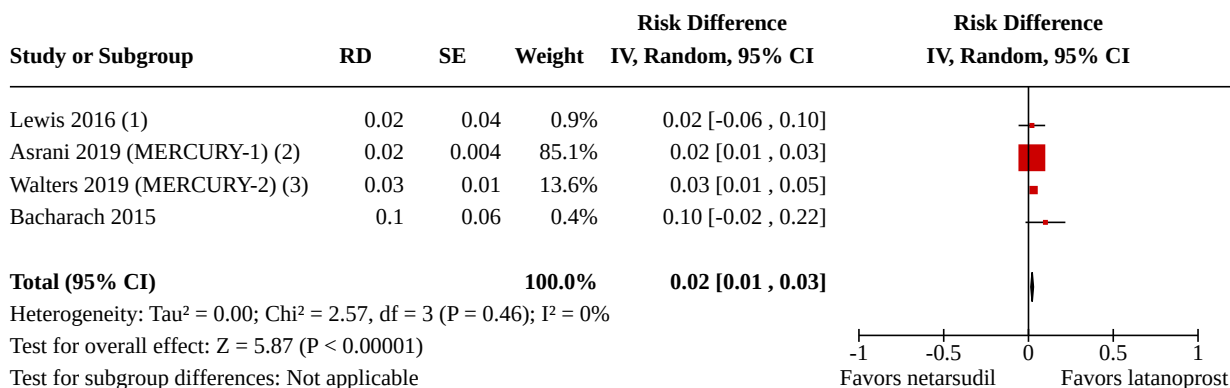 Risk Difference Risk Difference
Study or Subgroup RD SE Weight IV, Random, 95% CI IV, Random, 95% CI
Lewis 2016 (1) 0.02 0.04 0.9% 0.02 [-0.06 , 0.10]
Asrani 2019 (MERCURY-1) (2) 0.02 0.004 85.1% 0.02 [0.01 , 0.03]
Walters 2019 (MERCURY-2) (3) 0.03 0.01 13.6% 0.03 [0.01 , 0.05]
Bacharach 2015 0.1 0.06 0.4% 0.10 [-0.02 , 0.22]
Total (95% CI) 100.0% 0.02 [0.01 , 0.03]
Heterogeneity: Tau² = 0.00; Chi² = 2.57, df = 3 (P = 0.46); I² = 0%
Test for overall effect: Z = 5.87 (P < 0.00001) -1 -0.5 0 0.5 1
Test for subgroup differences: Not applicable Favors netarsudil Favors latanoprost